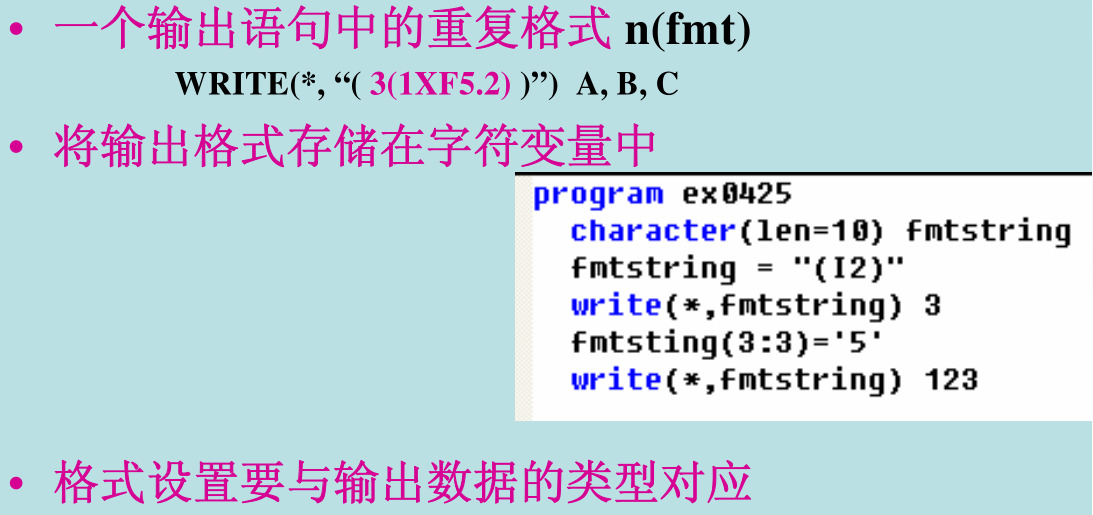 • 一个输出语句中的重复格式 n(fmt)
WRITE(*, “( 3(1XF5.2) )”) A, B, C
• 将输出格式存储在字符变量中
program ex0425
character(len=10) fmtstring
fmtstring = "(I2)"
write(*,fmtstring) 3
fmtsting(3:3)='5'
write(*,fmtstring) 123
• 格式设置要与输出数据的类型对应